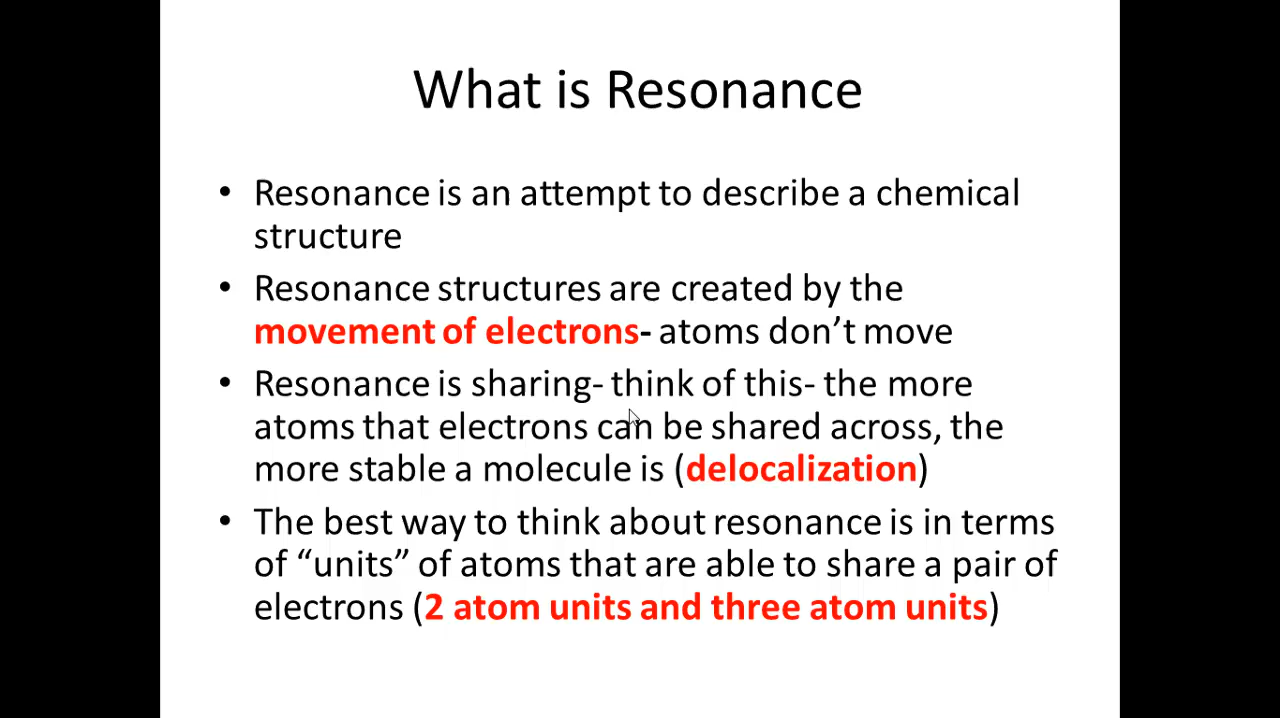 What is Resonance
• Resonance is an attempt to describe a chemical
structure
• Resonance structures are created by the
movement of electrons- atoms don’t move
• Resonance is sharing- think of this- the more
atoms that electrons can be shared across, the
more stable a molecule is (delocalization)
• The best way to think about resonance is in terms
of “units” of atoms that are able to share a pair of
electrons (2 atom units and three atom units)